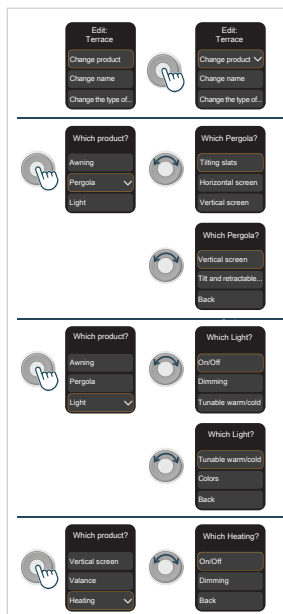 Edit:
Terrace
Change product
Change name
Change the type of...
Edit:
Terrace
Change product
Change name
Change the type of...
Which product?
Awning
Pergola
Light
Which Pergola?
Tilting slats
Horizontal screen
Vertical screen
Which Pergola?
Vertical screen
Tilt and retractable...
Back
Which product?
Awning
Pergola
Light
Which Light?
On/Off
Dimming
Tunable warm/cold
Which Light?
Tunable warm/cold
Colors
Back
Which product?
Vertical screen
Valance
Heating
Which Heating?
On/Off
Dimming
Back